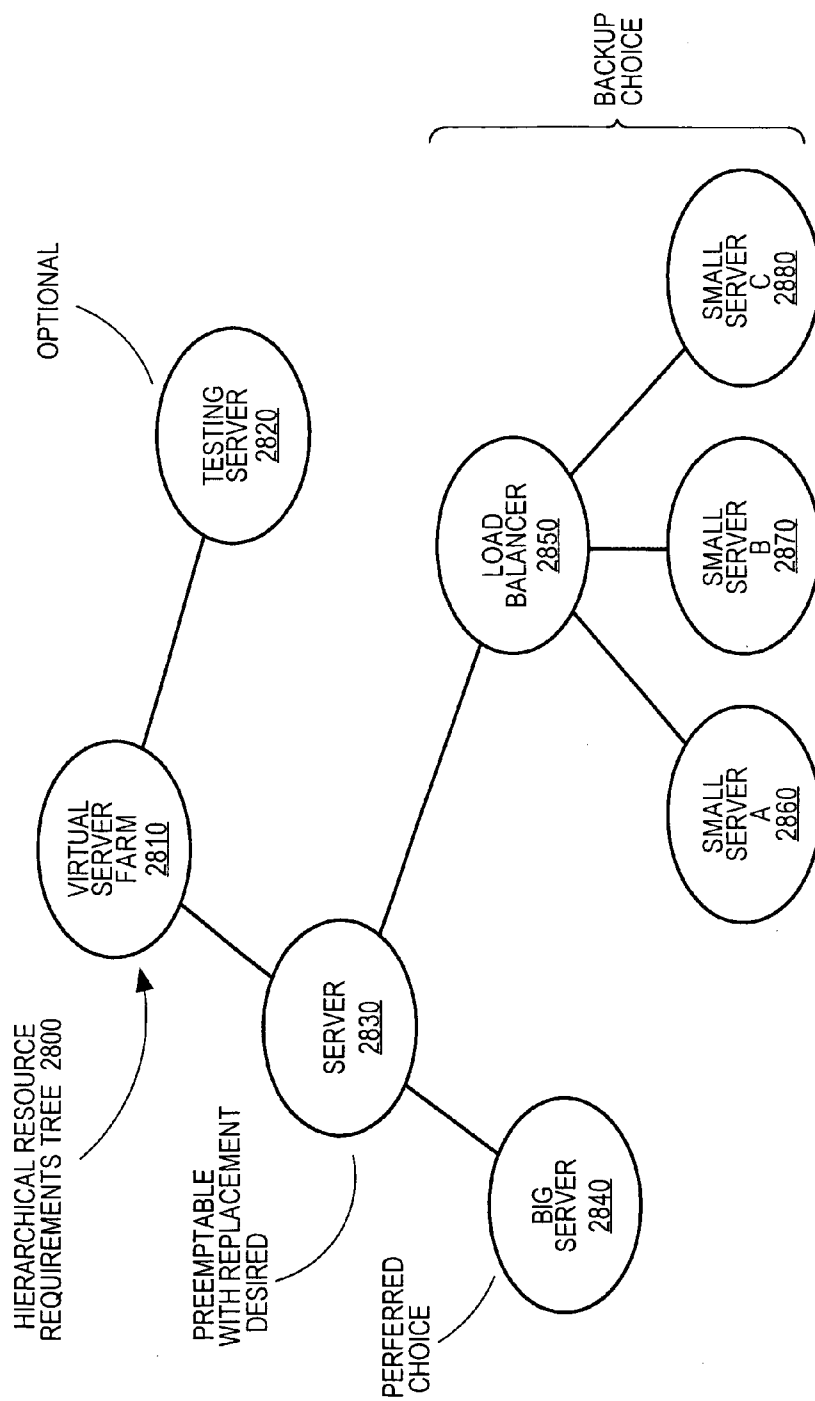 HIERARCHICAL RESOURCE
REQUIREMENTS TREE 2800
VIRTUAL
SERVER
FARM
2810
OPTIONAL
TESTING
SERVER
2820
PREEMPTABLE
WITH REPLACEMENT
DESIRED
SERVER
2830
PERFERRED
CHOICE
BIG
SERVER
2840
LOAD
BALANCER
2850
BACKUP
CHOICE
SMALL
SERVER
A
2860
SMALL
SERVER
B
2870
SMALL
SERVER
C
2880